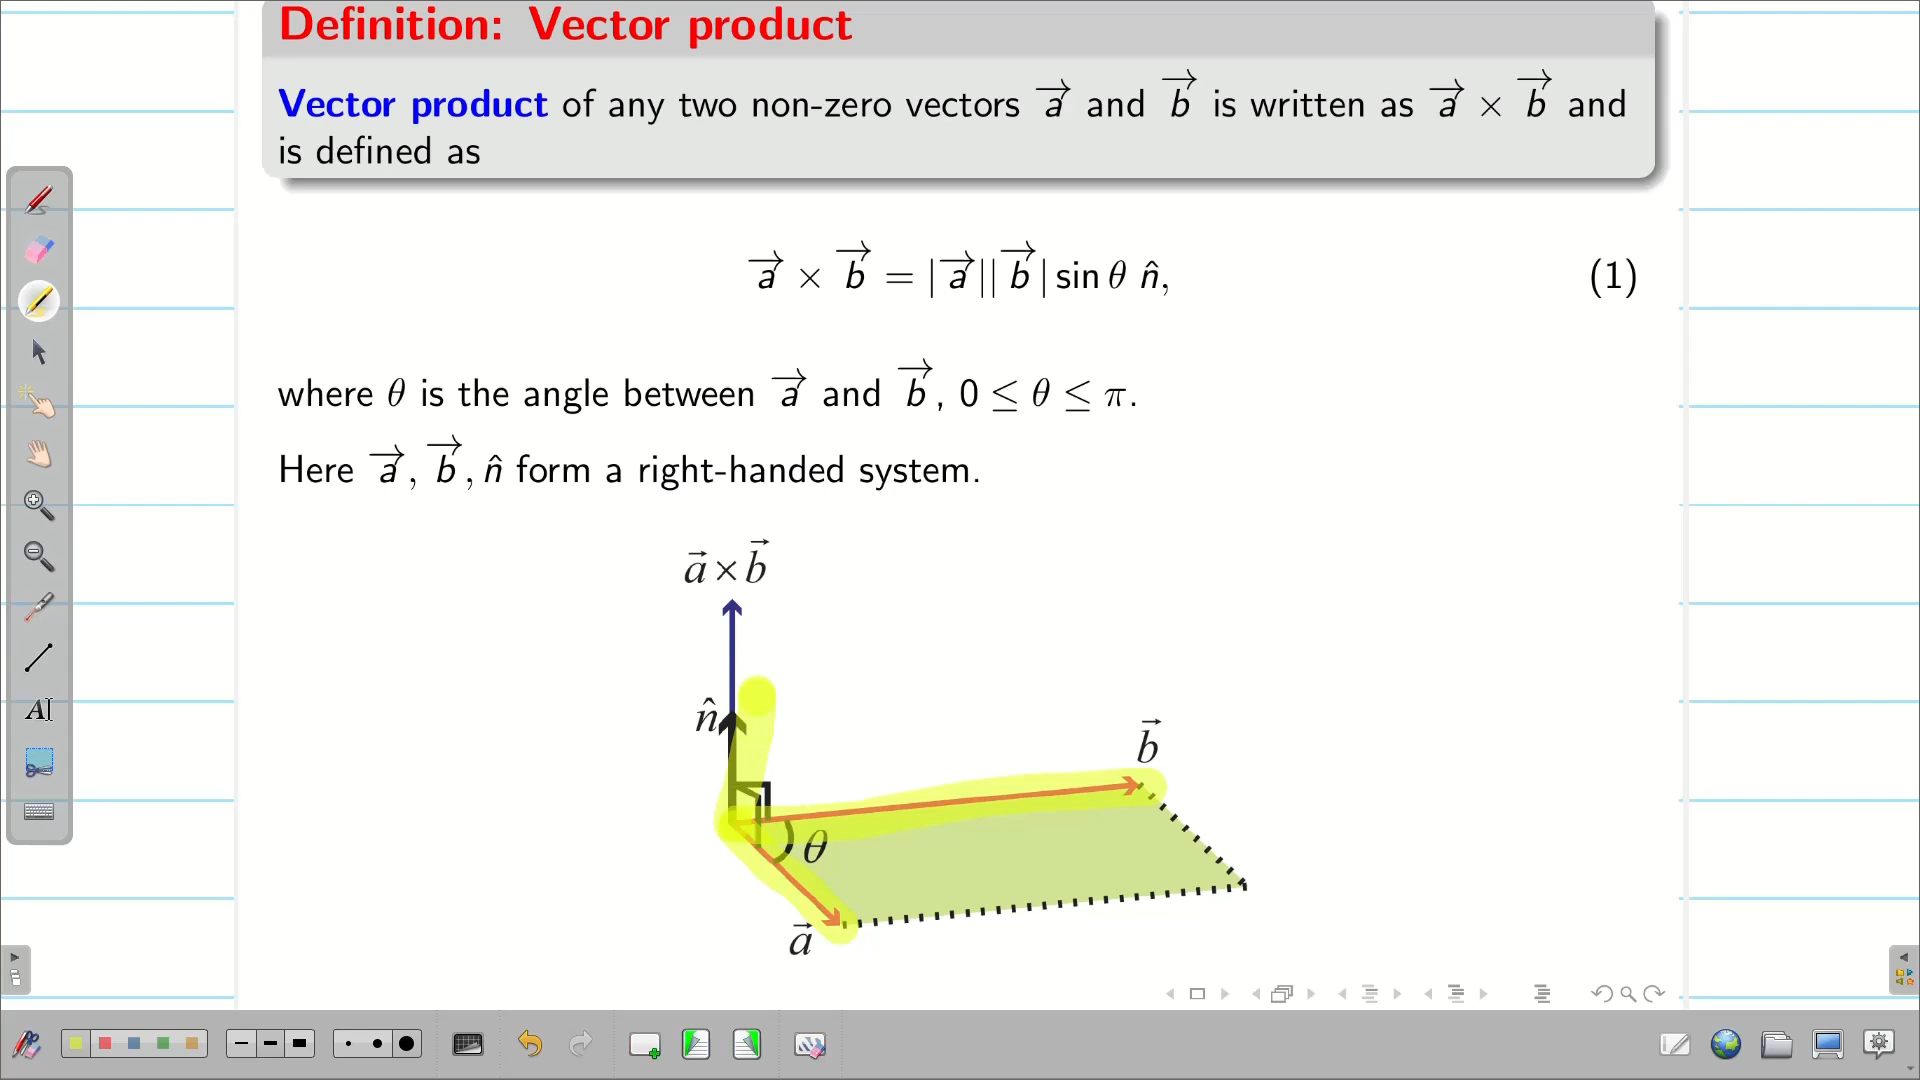 Definition: Vector product
Vector product of any two non-zero vectors a⃗ and b⃗ is written as a⃗ × b⃗ and
is defined as
a⃗ × b⃗ = |a⃗||b⃗| sin θ n̂, (1)
where θ is the angle between a⃗ and b⃗, 0 ≤ θ ≤ π.
Here a⃗, b⃗, n̂ form a right-handed system.
a⃗ × b⃗
n̂
b⃗
θ
a⃗
A